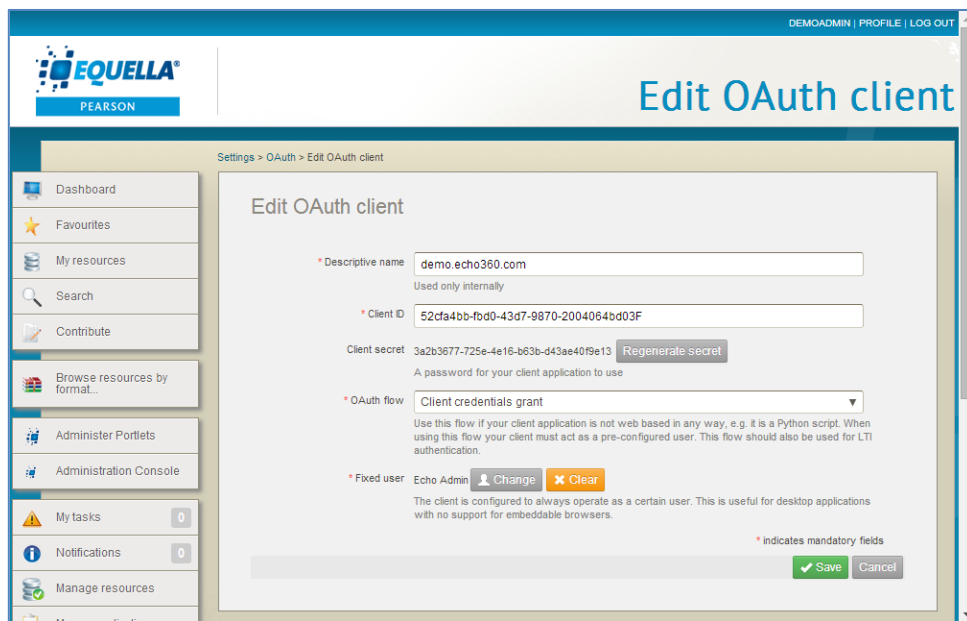 DEMOADMIN | PROFILE | LOG OUT
EQUELLA®
PEARSON
Edit OAuth client
Settings > OAuth > Edit OAuth client
Dashboard
Favourites
My resources
Search
Contribute
Browse resources by
format...
Administer Portlets
Administration Console
My tasks 0
Notifications 0
Manage resources
Edit OAuth client
* Descriptive name demo.echo360.com
Used only internally
* Client ID 52cfa4bb-fbd0-43d7-9870-2004064bd03F
Client secret 3a2b3677-725e-4e16-b63b-d43ae40f9e13 Regenerate secret
A password for your client application to use
* OAuth flow Client credentials grant
Use this flow if your client application is not web based in any way, e.g. it is a Python script. When
using this flow your client must act as a pre-configured user. This flow should also be used for LTI
authentication.
* Fixed user Echo Admin Change Clear
The client is configured to always operate as a certain user. This is useful for desktop applications
with no support for embeddable browsers.
* indicates mandatory fields
Save Cancel